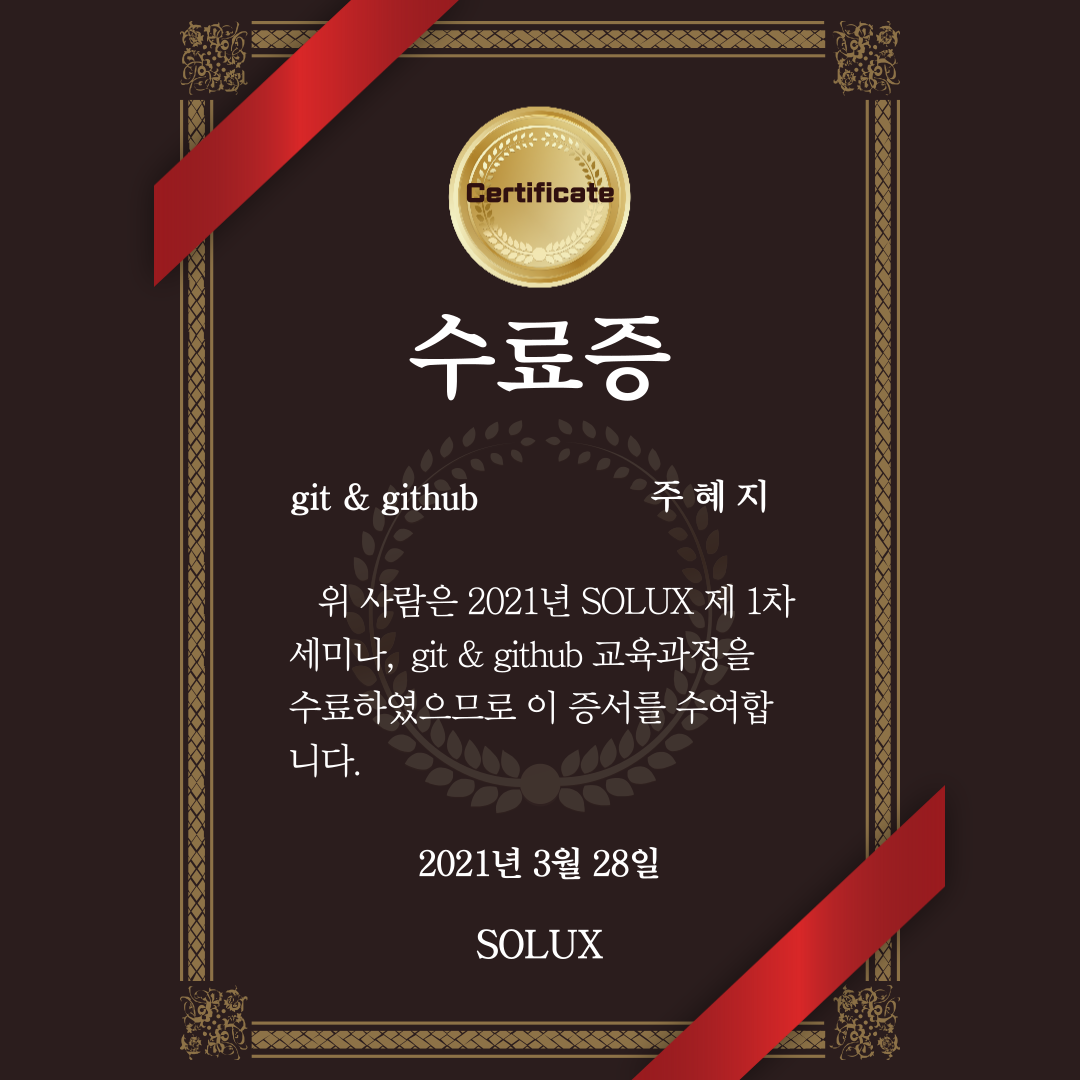 Certificate
수료증
git & github 주 혜 지
위 사람은 2021년 SOLUX 제 1차
세미나, git & github 교육과정을
수료하였으므로 이 증서를 수여합
니다.
2021년 3월 28일
SOLUX